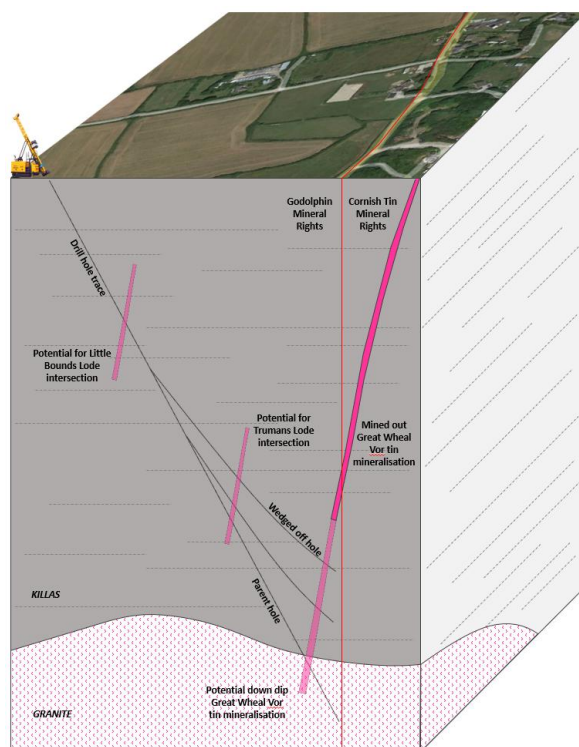 Godolphin
Mineral
Rights
Cornish Tin
Mineral
Rights
Drill hole trace
Potential for Little
Bounds Lode
intersection
Potential for
Trumans Lode
intersection
Mined out
Great Wheal
Vor tin
mineralisation
Wedged off hole
Parent hole
KILLAS
Potential down dip
Great Wheal Vor
tin mineralisation
GRANITE